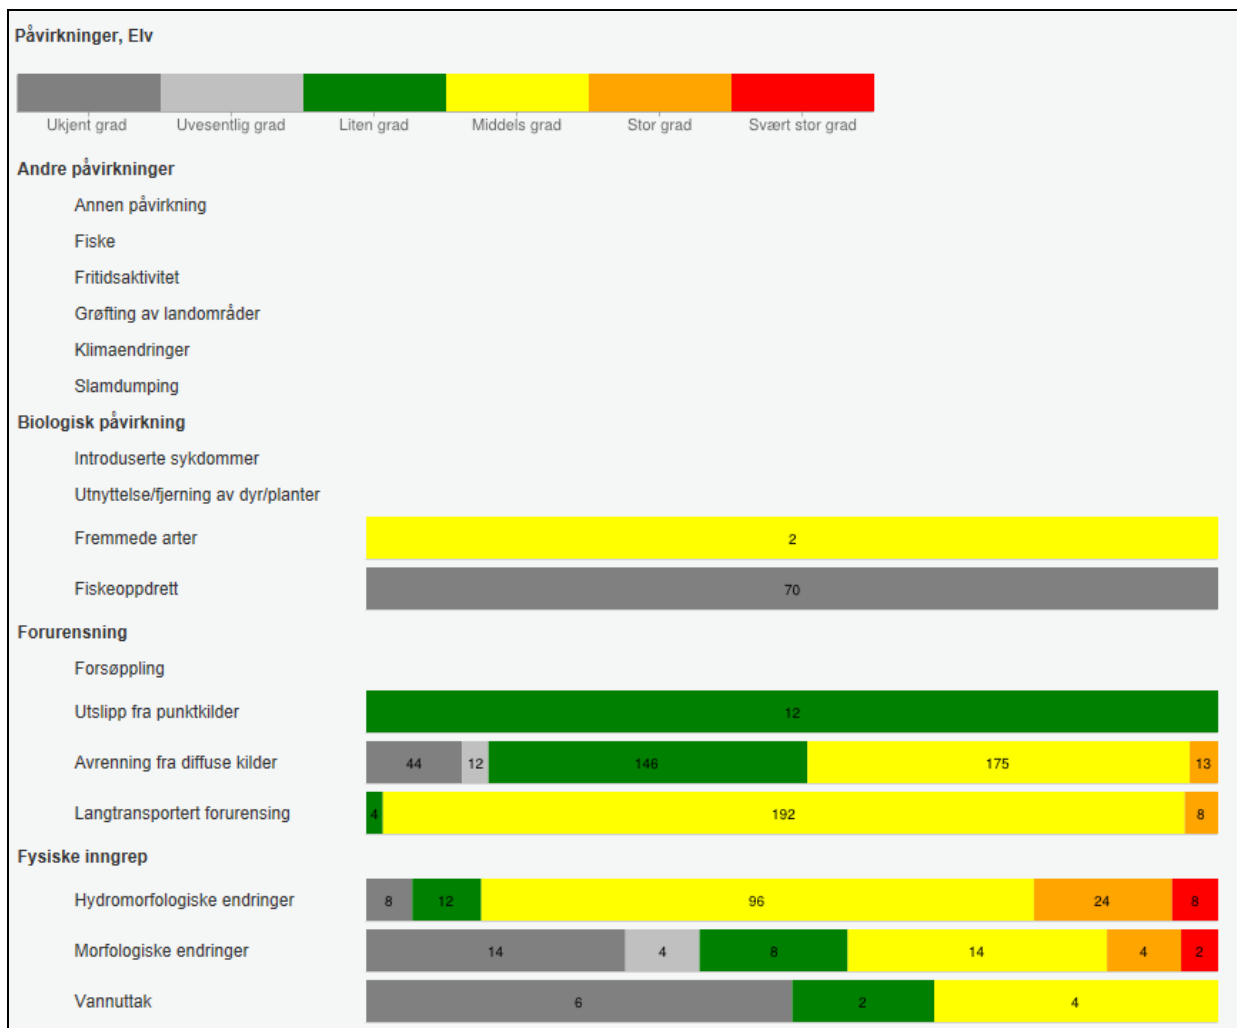 Påvirkninger, Elv
Ukjent grad Uvesentlig grad Liten grad Middels grad Stor grad Svært stor grad
Andre påvirkninger
Annen påvirkning
Fiske
Fritidsaktivitet
Grøfting av landområder
Klimaendringer
Slamdumping
Biologisk påvirkning
Introduserte sykdommer
Utnyttelse/fjerning av dyr/planter
Fremmede arter 2
Fiskeoppdrett 70
Forurensning
Forsøppling
Utslipp fra punktkilder 12
Avrenning fra diffuse kilder 44 12 146 175 13
Langtransportert forurensing 4 192 8
Fysiske inngrep
Hydromorfologiske endringer 8 12 96 24 8
Morfologiske endringer 14 4 8 14 4 2
Vannuttak 6 2 4